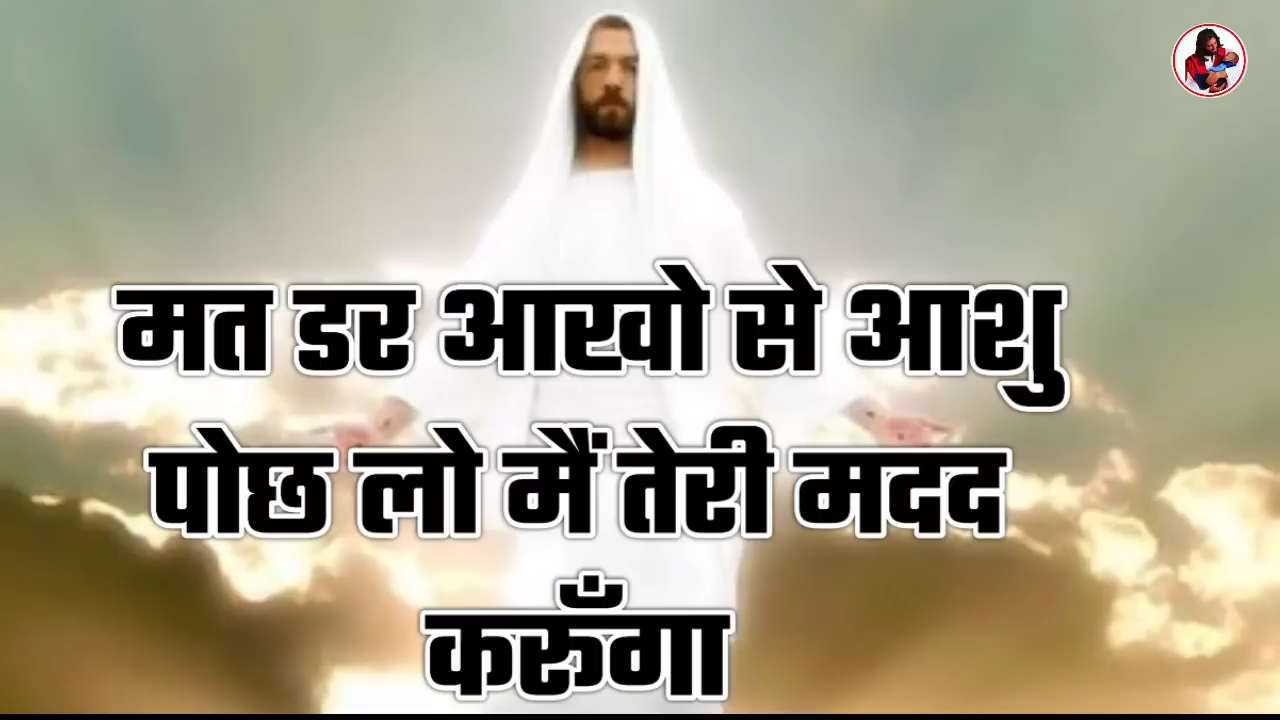 मत डर आखो से आशु
पोछ लो मैं तेरी मदद
करूँगा